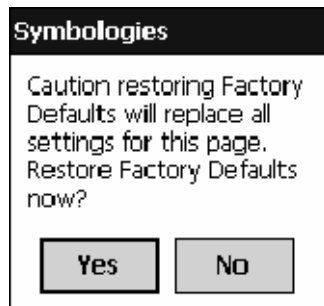 Symbologies
Caution restoring Factory
Defaults will replace all
settings for this page.
Restore Factory Defaults
now?
Yes No